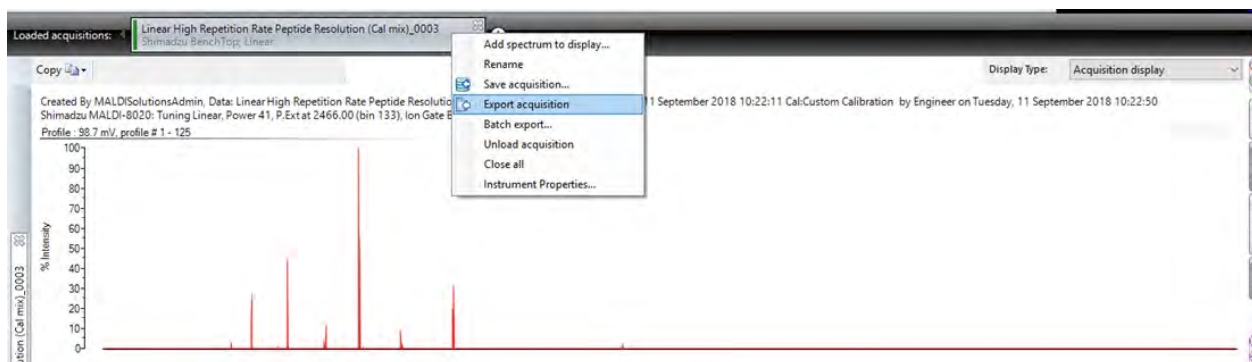 Loaded acquisitions:
Linear High Repetition Rate Peptide Resolution (Cal mix)_0003
Shimadzu BenchTop; Linear
Add spectrum to display...
Rename
Save acquisition...
Export acquisition
Batch export...
Unload acquisition
Close all
Instrument Properties...
Copy
Display Type:
Acquisition display
Created By MALDISolutionsAdmin, Data: Linear High Repetition Rate Peptide Resolutio
11 September 2018 10:22:11 Cal:Custom Calibration by Engineer on Tuesday, 11 September 2018 10:22:50
Shimadzu MALDI-8020: Tuning Linear, Power 41, P.Ext at 2466.00 (bin 133), Ion Gate B
Profile : 98.7 mV, profile # 1 - 125
% Intensity
100
90
80
70
60
50
40
30
20
10
0
ution (Cal mix)_0003